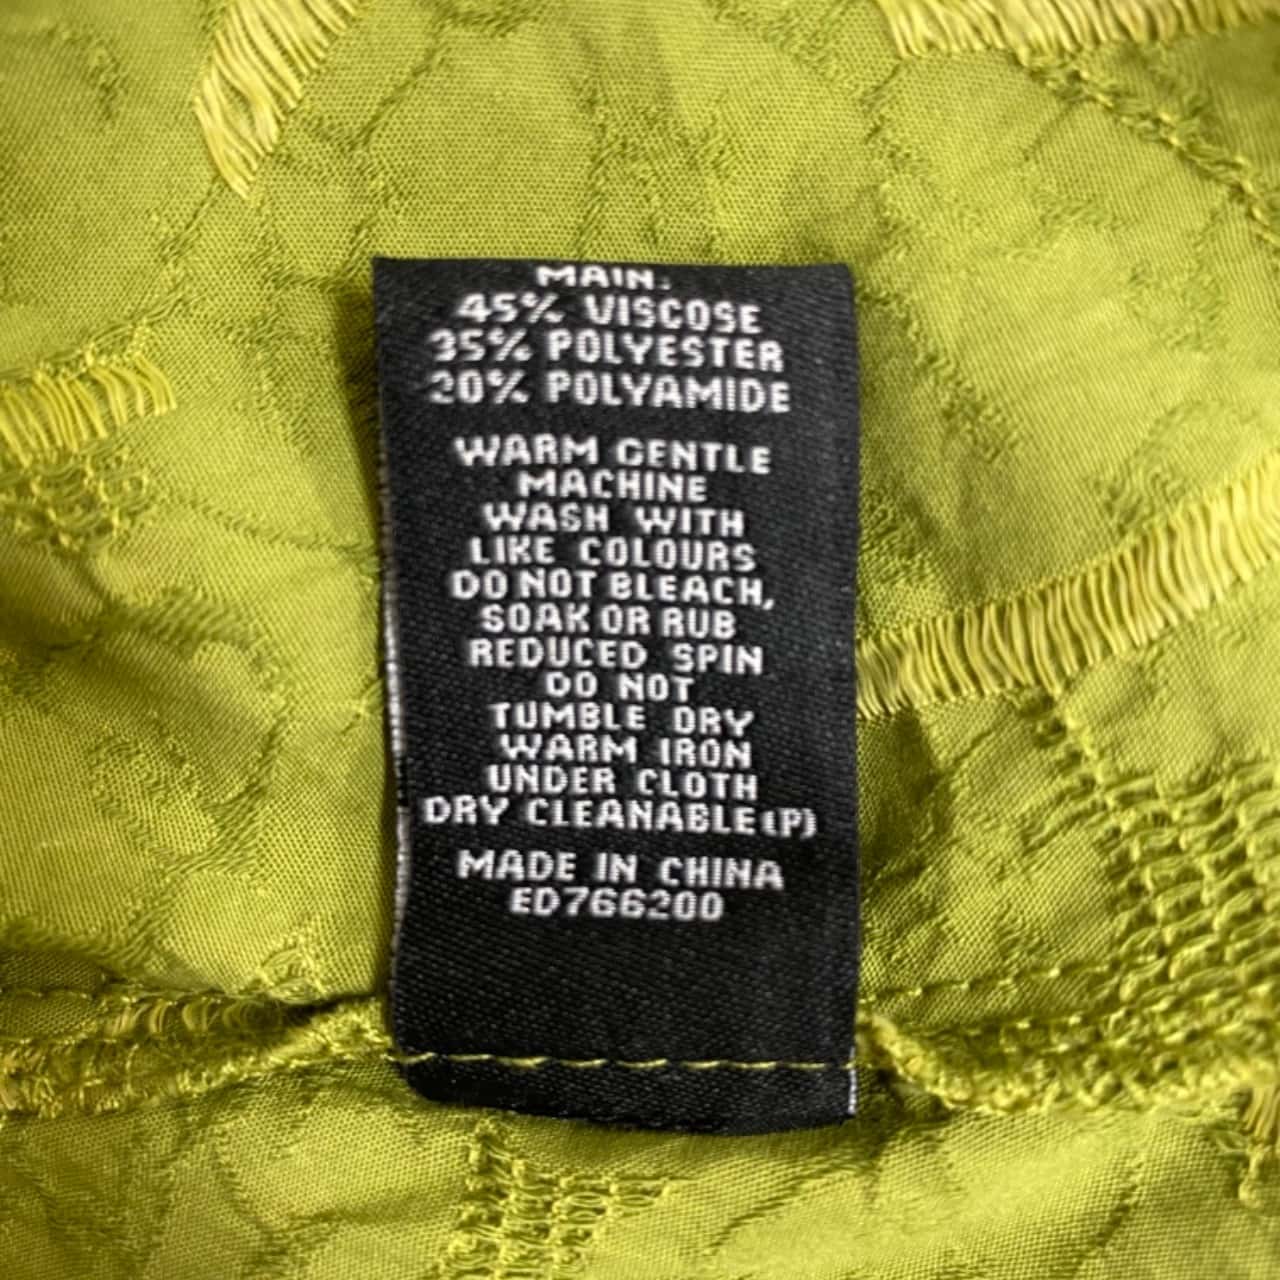 MAIN:
45% VISCOSE
35% POLYESTER
20% POLYAMIDE
WARM GENTLE
MACHINE
WASH WITH
LIKE COLOURS
DO NOT BLEACH,
SOAK OR RUB
REDUCED SPIN
DO NOT
TUMBLE DRY
WARM IRON
UNDER CLOTH
DRY CLEANABLE(P)
MADE IN CHINA
ED766200